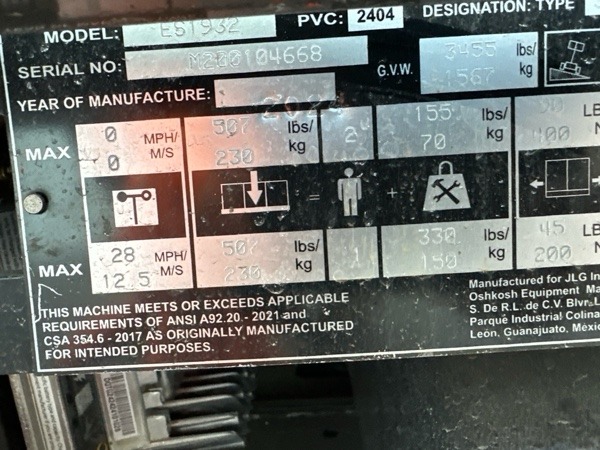 MODEL: ES1932 PVC: 2404 DESIGNATION: TYPE
SERIAL NO: M200104668 G.V.W. 3455 lbs/
1567 kg
YEAR OF MANUFACTURE:
MAX 0 MPH/ 507 lbs/ 2 155 lbs/ LB
0 M/S 230 kg 70 kg 400 N
= +
MAX 28 MPH/ 507 lbs/ 1 330 lbs/ 45 LB
12.5 M/S 230 kg 150 kg 200 N
THIS MACHINE MEETS OR EXCEEDS APPLICABLE
REQUIREMENTS OF ANSI A92.20 - 2021 and
CSA 354.6 - 2017 AS ORIGINALLY MANUFACTURED
FOR INTENDED PURPOSES.
Manufactured for JLG In
Oshkosh Equipment Ma
S. De R.L. de C.V. Blvr. L
Parque Industrial Colina
León, Guanajuato, Méxi